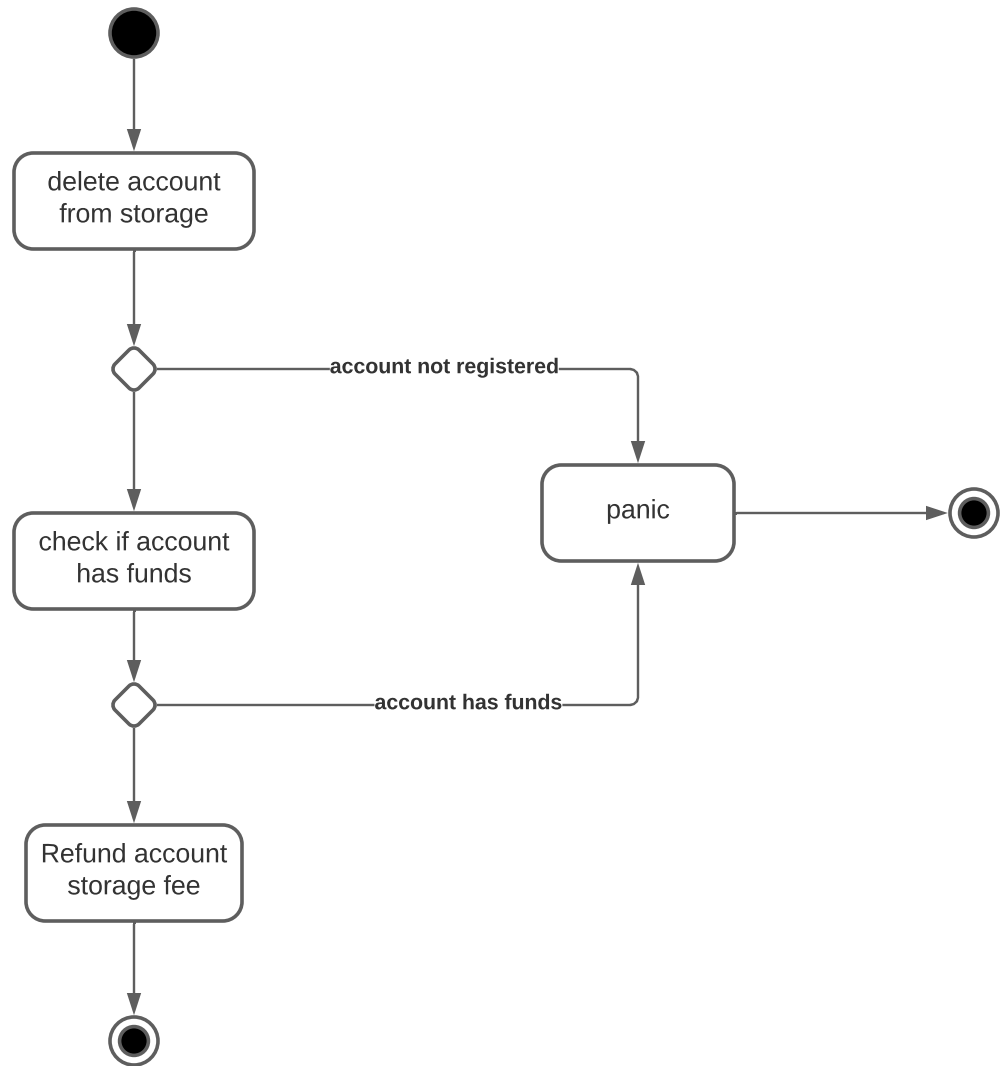 delete account
from storage
account not registered
panic
check if account
has funds
account has funds
Refund account
storage fee